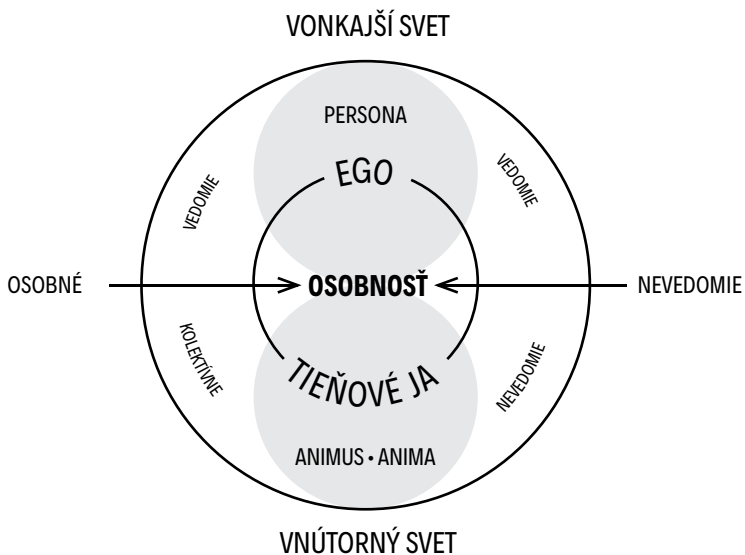 VONKAJŠÍ SVET
PERSONA
EGO
VEDOMIE
VEDOMIE
OSOBNÉ
OSOBNOSŤ
NEVEDOMIE
KOLEKTÍVNE
TIEŇOVÉ JA
NEVEDOMIE
ANIMUS • ANIMA
VNÚTORNÝ SVET